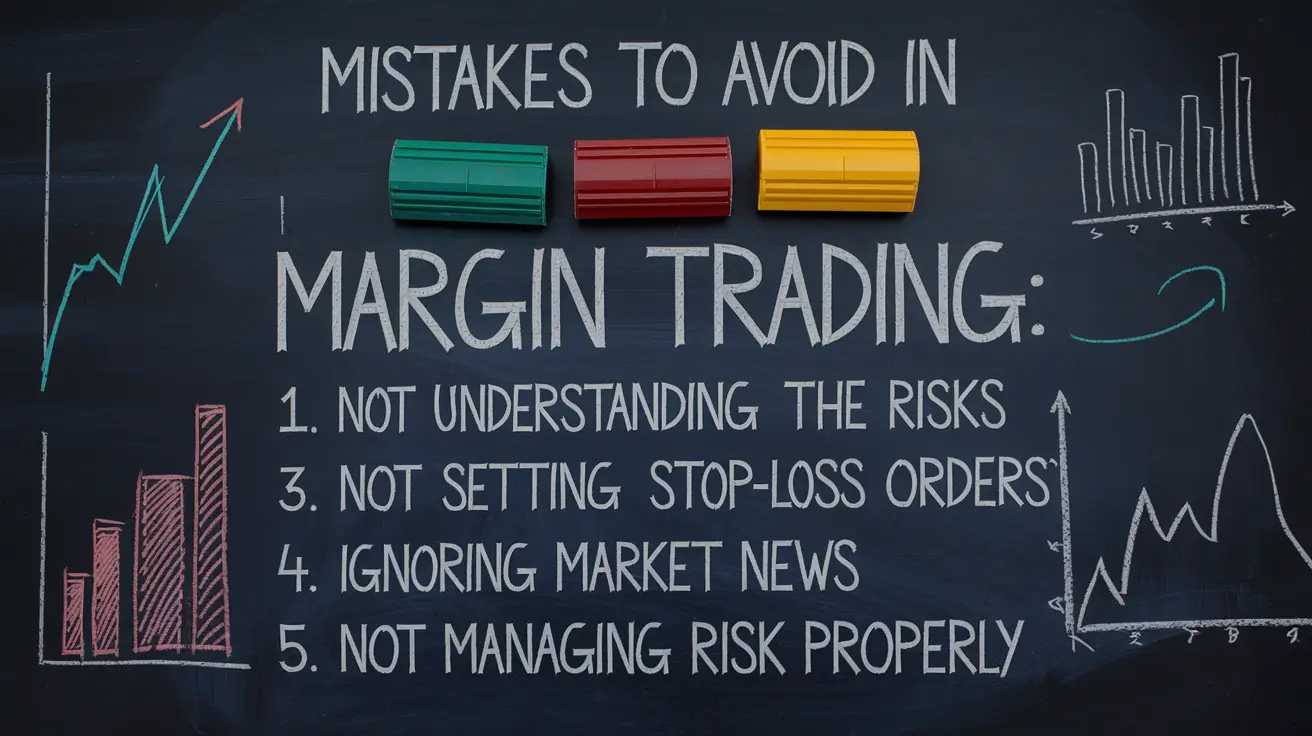 MISTAKES TO AVOID IN
MARGIN TRADING:
1. NOT UNDERSTANDING THE RISKS
3. NOT SETTING STOP-LOSS ORDERS
4. IGNORING MARKET NEWS
5. NOT MANAGING RISK PROPERLY